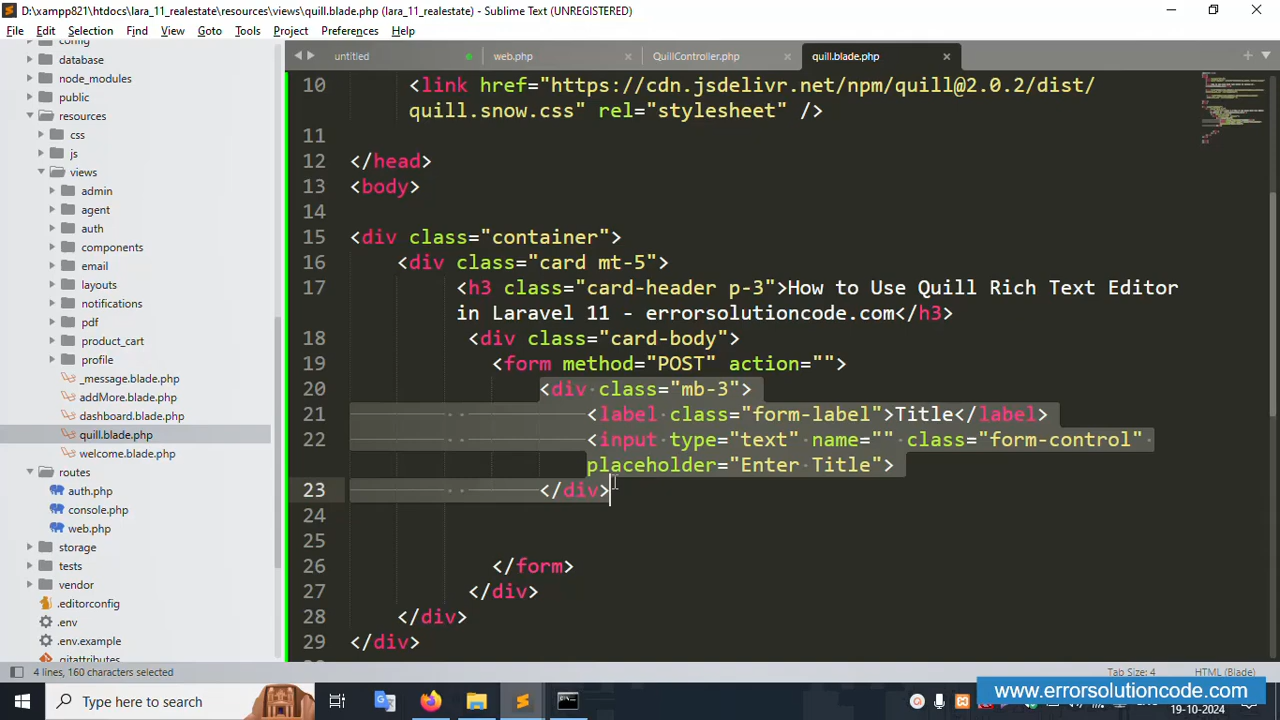 D:\xampp821\htdocs\lara_11_realestate\resources\views\quill.blade.php (lara_11_realestate) - Sublime Text (UNREGISTERED)
File Edit Selection Find View Goto Tools Project Preferences Help
untitled web.php QuillController.php quill.blade.php
config
database
node_modules
public
resources
css
js
views
admin
agent
auth
components
email
layouts
notifications
pdf
product_cart
profile
_message.blade.php
addMore.blade.php
dashboard.blade.php
quill.blade.php
welcome.blade.php
routes
auth.php
console.php
web.php
storage
tests
vendor
.editorconfig
.env
.env.example
.gitattributes
10 <link href="https://cdn.jsdelivr.net/npm/quill@2.0.2/dist/
quill.snow.css" rel="stylesheet" />
11
12 </head>
13 <body>
14
15 <div class="container">
16 <div class="card mt-5">
17 <h3 class="card-header p-3">How to Use Quill Rich Text Editor
in Laravel 11 - errorsolutioncode.com</h3>
18 <div class="card-body">
19 <form method="POST" action="">
20 <div class="mb-3">
21 <label class="form-label">Title</label>
22 <input type="text" name="" class="form-control"
placeholder="Enter Title">
23 </div>
24
25
26 </form>
27 </div>
28 </div>
29 </div>
4 lines, 160 characters selected
Tab Size: 4 HTML (Blade)
Type here to search
www.errorsolutioncode.com
19-10-2024